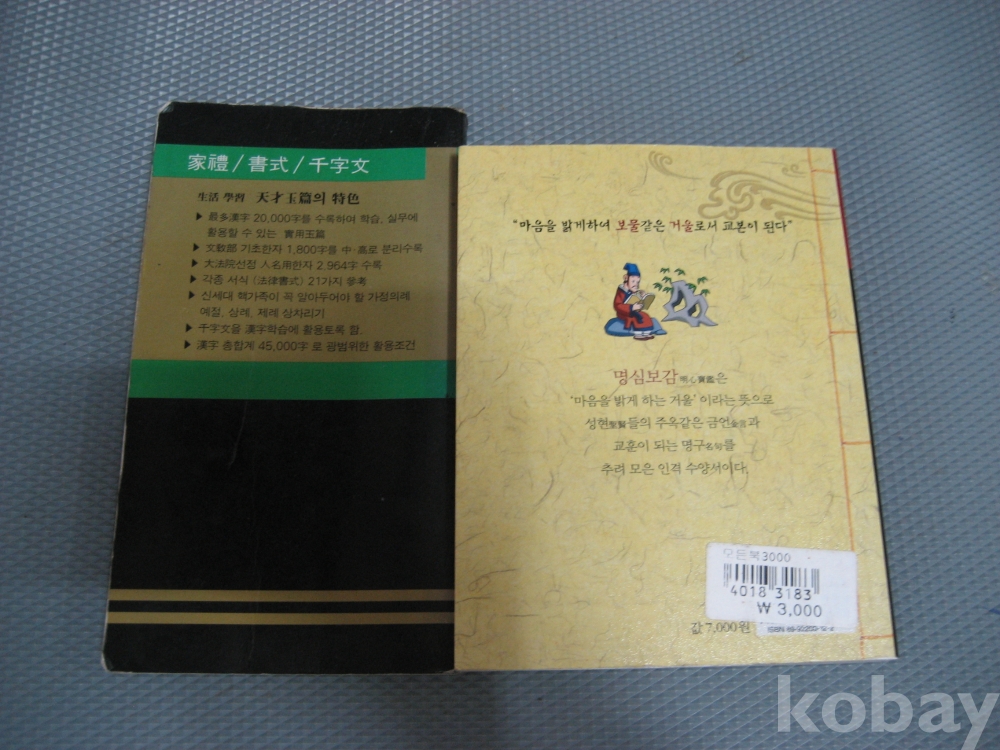 家禮/書式/千字文
生活 學習 天才玉篇의 特色
▶ 最多漢字 20,000字를 수록하여 학습, 실무에
활용할 수 있는 實用玉篇
▶ 文敎部 기초한자 1,800字를 中·高로 분리수록
▶ 大法院선정 人名用한자 2,964字 수록
▶ 각종 서식 (法律書式) 21가지 참고
▶ 신세대 핵가족이 꼭 알아두어야 할 가정의례
예절, 상례, 제례 상차리기
▶ 千字文을 漢字학습에 활용토록 함.
▶ 漢字 총합계 45,000字 로 광범위한 활용조건
"마음을 밝게하여 보물같은 거울로서 교본이 된다"
명심보감明心寶鑑은
'마음을 밝게 하는 거울' 이라는 뜻으로
성현聖賢들의 주옥같은 금언金言과
교훈이 되는 명구名句를
추려 모은 인격 수양서이다.
모든북3000
4018 3183
₩ 3,000
값 7,000원
kobay